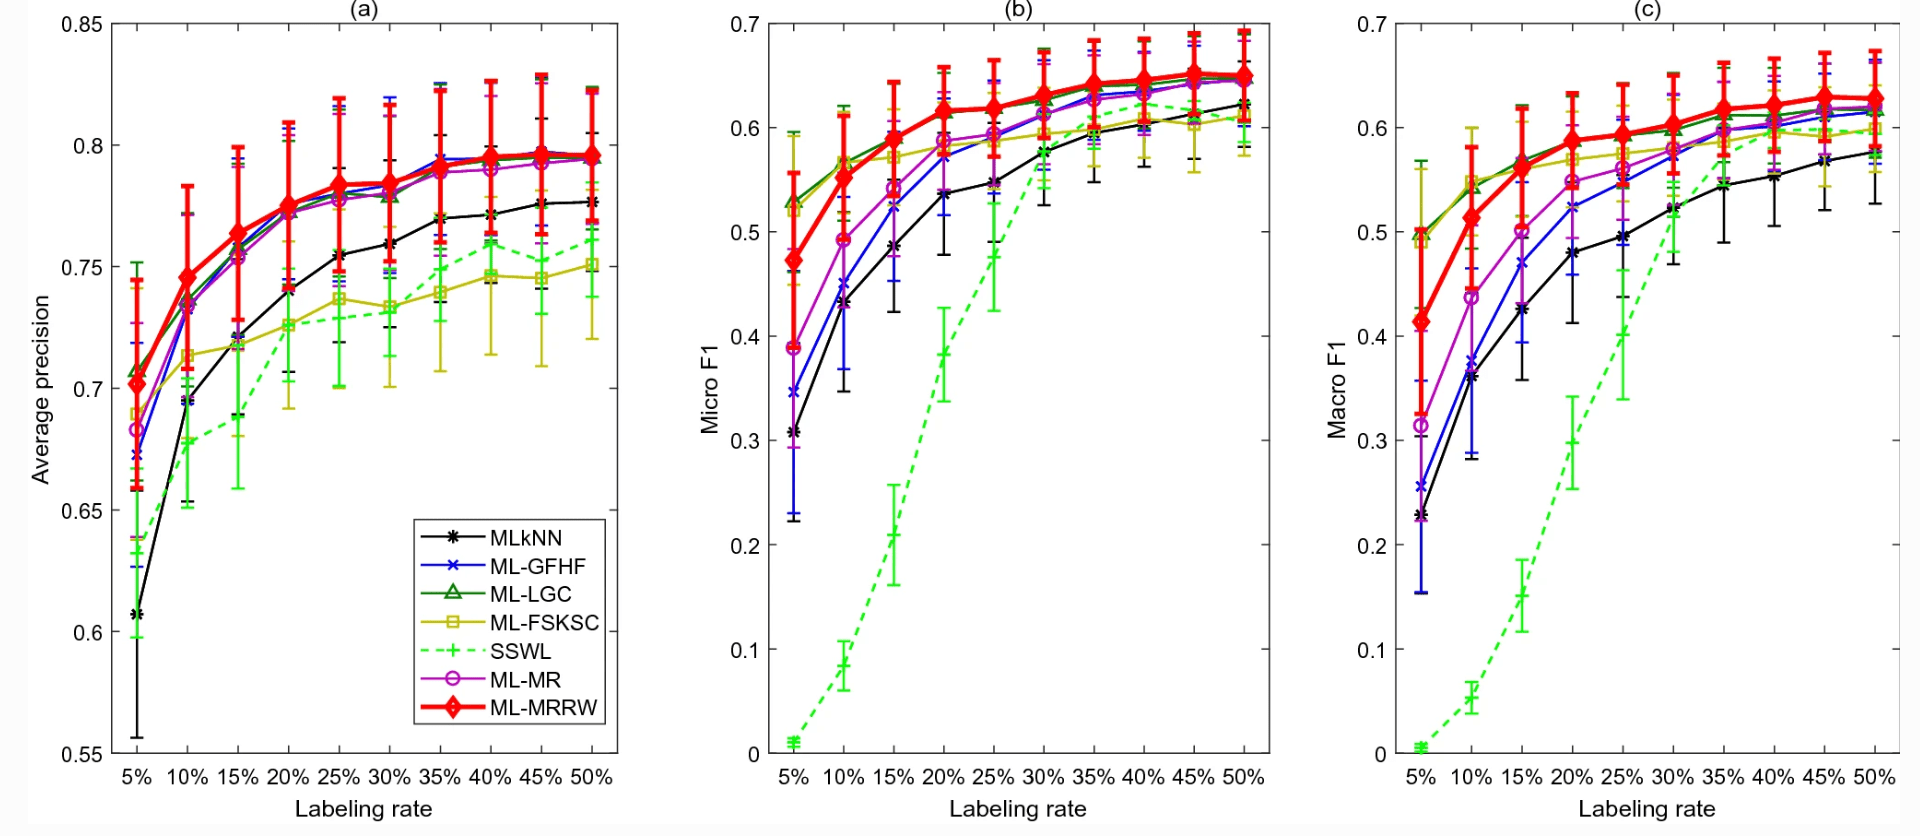 (a)
0.85
0.8
0.75
0.7
0.65
0.6
0.55
Average precision
5% 10% 15% 20% 25% 30% 35% 40% 45% 50%
Labeling rate
MLkNN
ML-GFHF
ML-LGC
ML-FSKSC
SSWL
ML-MR
ML-MRRW
(b)
0.7
0.6
0.5
0.4
0.3
0.2
0.1
0
Micro F1
5% 10% 15% 20% 25% 30% 35% 40% 45% 50%
Labeling rate
(c)
0.7
0.6
0.5
0.4
0.3
0.2
0.1
0
Macro F1
5% 10% 15% 20% 25% 30% 35% 40% 45% 50%
Labeling rate